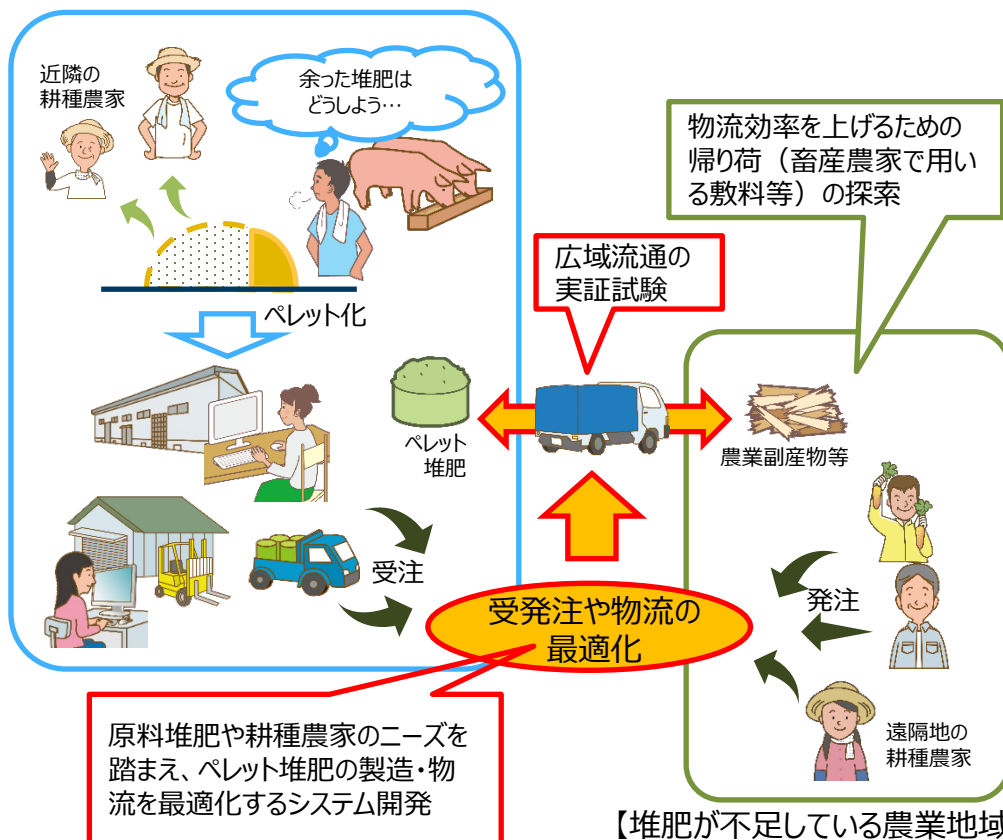 近隣の
耕種農家
余った堆肥は
どうしよう…
物流効率を上げるための
帰り荷（畜産農家で用い
る敷料等）の探索
広域流通の
実証試験
ペレット化
ペレット
堆肥
農業副産物等
受注
発注
受発注や物流の
最適化
遠隔地の
耕種農家
原料堆肥や耕種農家のニーズを
踏まえ、ペレット堆肥の製造・物
流を最適化するシステム開発
【堆肥が不足している農業地域